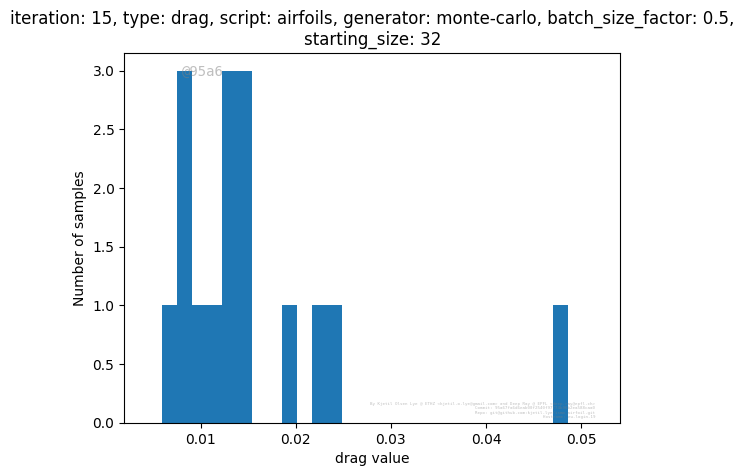 iteration: 15, type: drag, script: airfoils, generator: monte-carlo, batch_size_factor: 0.5,
starting_size: 32
@95a6
3.0
2.5
2.0
1.5
1.0
0.5
0.0
Number of samples
0.01
0.02
0.03
0.04
0.05
drag value